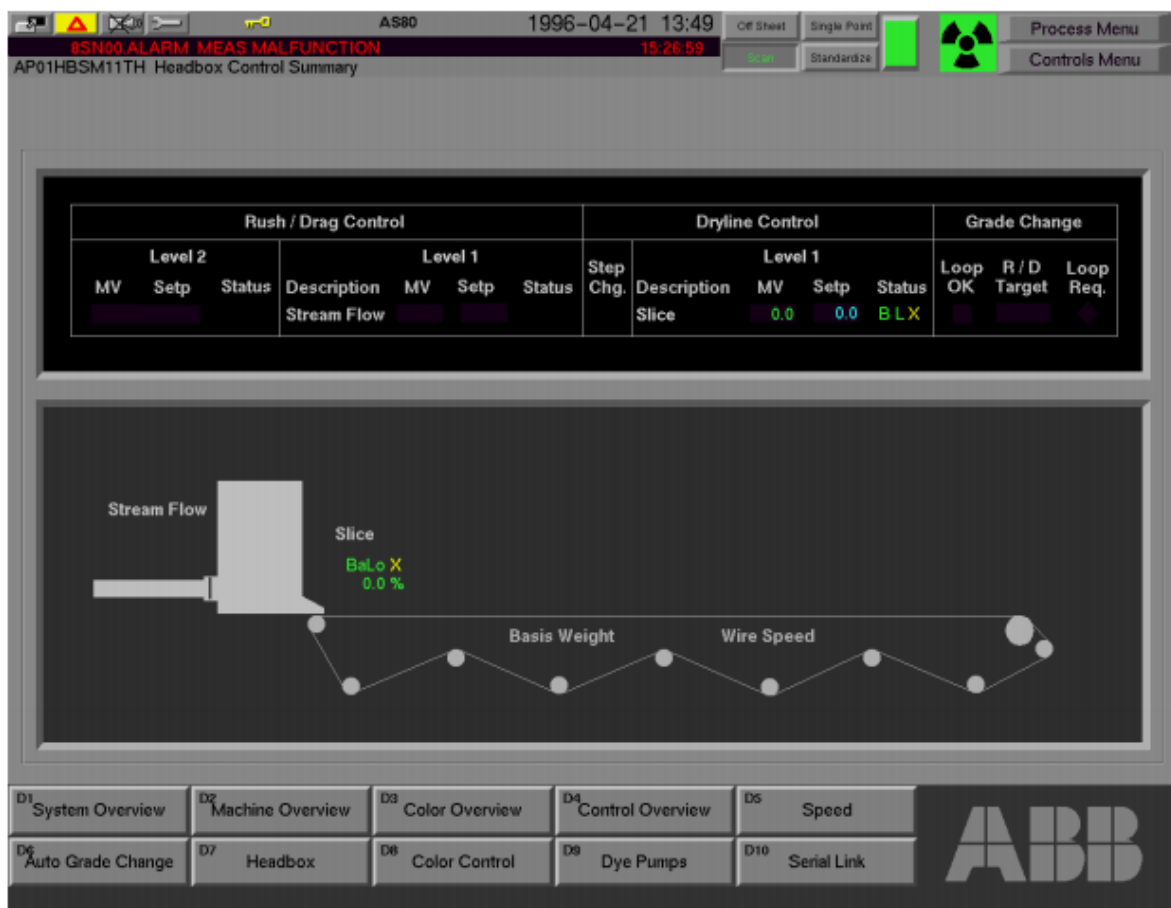 AS80 1996-04-21 13:49 Off Sheet Single Point Process Menu
8SN00.ALARM MEAS MALFUNCTION 15:26:59 Scan Standardize Controls Menu
AP01HBSM11TH Headbox Control Summary
Rush / Drag Control Dryline Control Grade Change
Level 2 Level 1 Step Chg. Level 1 Loop OK R / D Target Loop Req.
MV Setp Status Description MV Setp Status Description MV Setp Status
Stream Flow Slice 0.0 0.0 B L X
Stream Flow
Slice
BaLo X
0.0 %
Basis Weight Wire Speed
D1 System Overview D2 Machine Overview D3 Color Overview D4 Control Overview D5 Speed
D6 Auto Grade Change D7 Headbox D8 Color Control D9 Dye Pumps D10 Serial Link
ABB